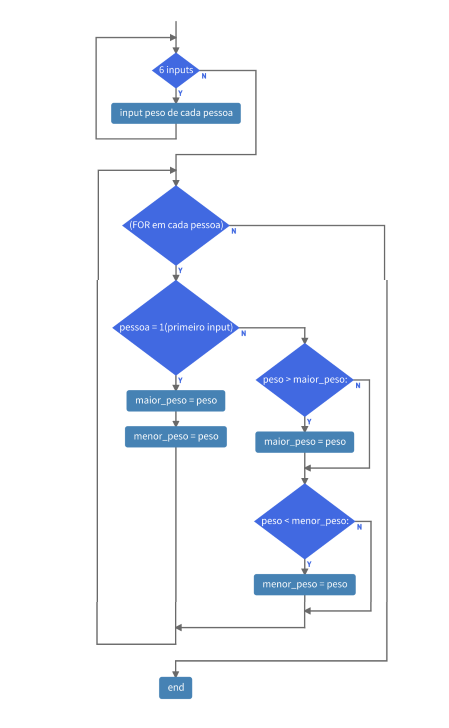 6 inputs
N
Y
input peso de cada pessoa
(FOR em cada pessoa)
N
Y
pessoa = 1(primeiro input)
N
Y
peso > maior_peso:
N
maior_peso = peso
Y
menor_peso = peso
maior_peso = peso
peso < menor_peso:
N
Y
menor_peso = peso
end